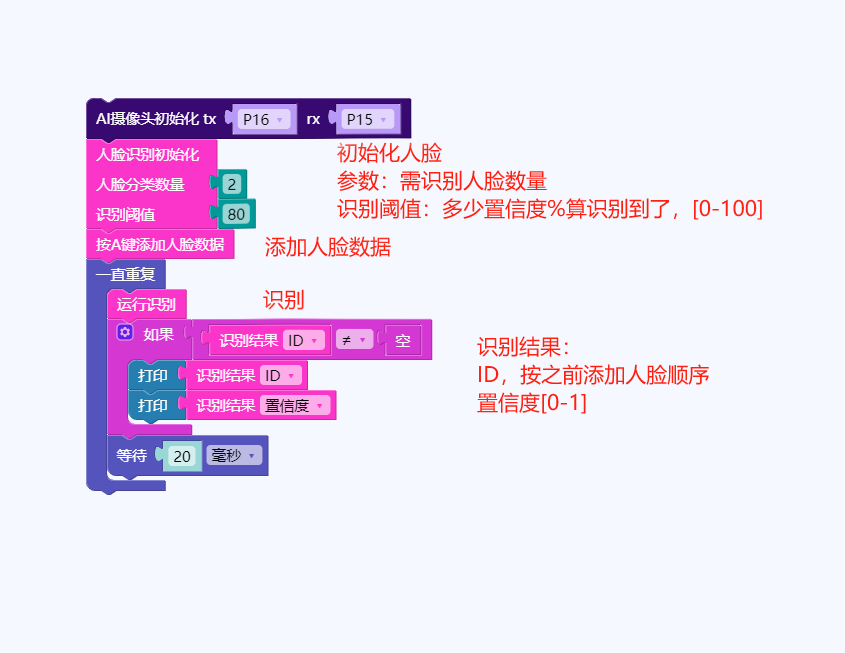 AI摄像头初始化 tx P16 rx P15
人脸识别初始化
初始化人脸
人脸分类数量 2
参数：需识别人脸数量
识别阈值 80
识别阈值：多少置信度%算识别到了，[0-100]
按A键添加人脸数据
添加人脸数据
一直重复
运行识别
识别
如果 识别结果 ID ≠ 空
识别结果：
打印 识别结果 ID
ID，按之前添加人脸顺序
打印 识别结果 置信度
置信度[0-1]
等待 20 毫秒